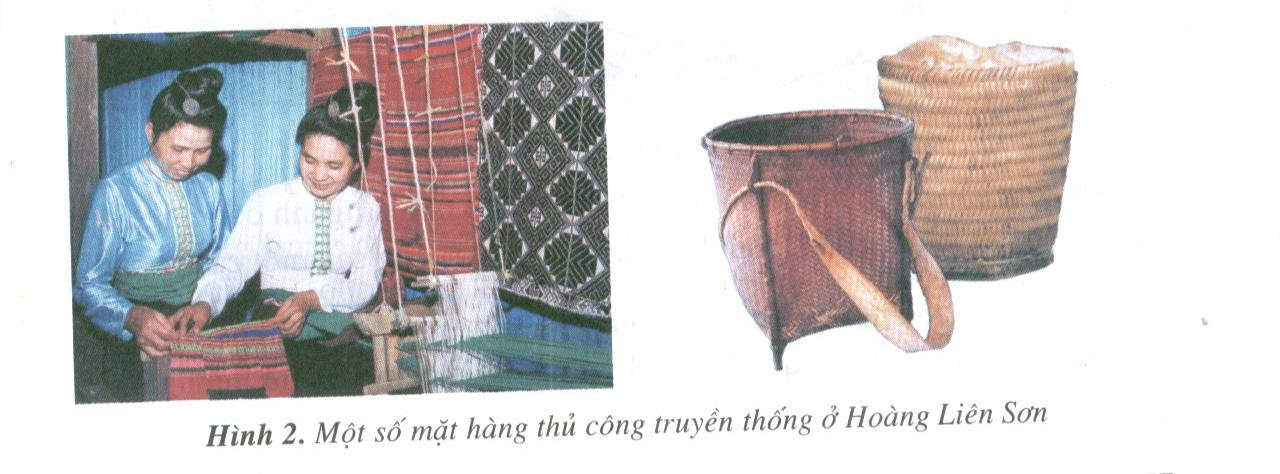 Hình 2. Một số mặt hàng thủ công truyền thống ở Hoàng Liên Sơn